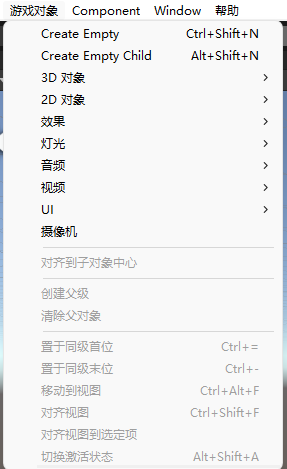 游戏对象 Component Window 帮助
Create Empty Ctrl+Shift+N
Create Empty Child Alt+Shift+N
3D 对象
2D 对象
效果
灯光
音频
视频
UI
摄像机
对齐到子对象中心
创建父级
清除父对象
置于同级首位 Ctrl+=
置于同级末位 Ctrl+-
移动到视图 Ctrl+Alt+F
对齐视图 Ctrl+Shift+F
对齐视图到选定项
切换激活状态 Alt+Shift+A